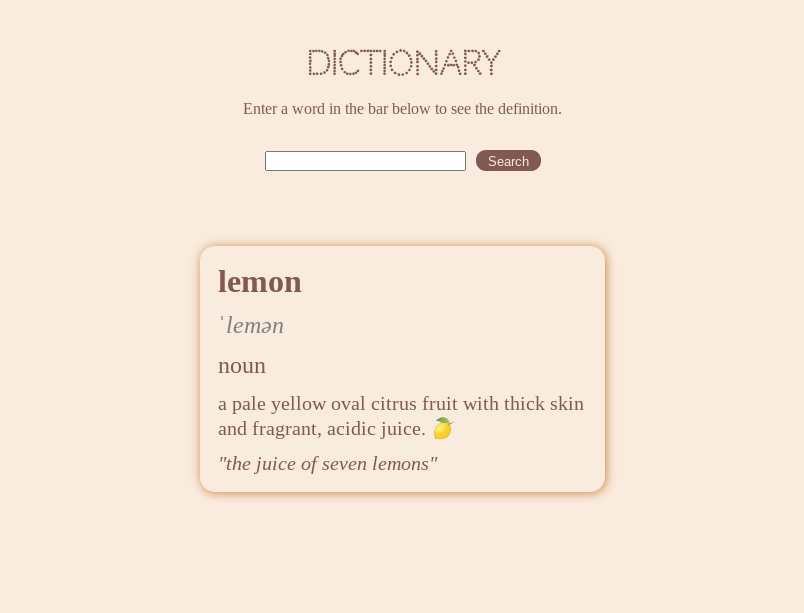 DICTIONARY
Enter a word in the bar below to see the definition.
Search
lemon
ˈlemən
noun
a pale yellow oval citrus fruit with thick skin
and fragrant, acidic juice. 🍋
"the juice of seven lemons"